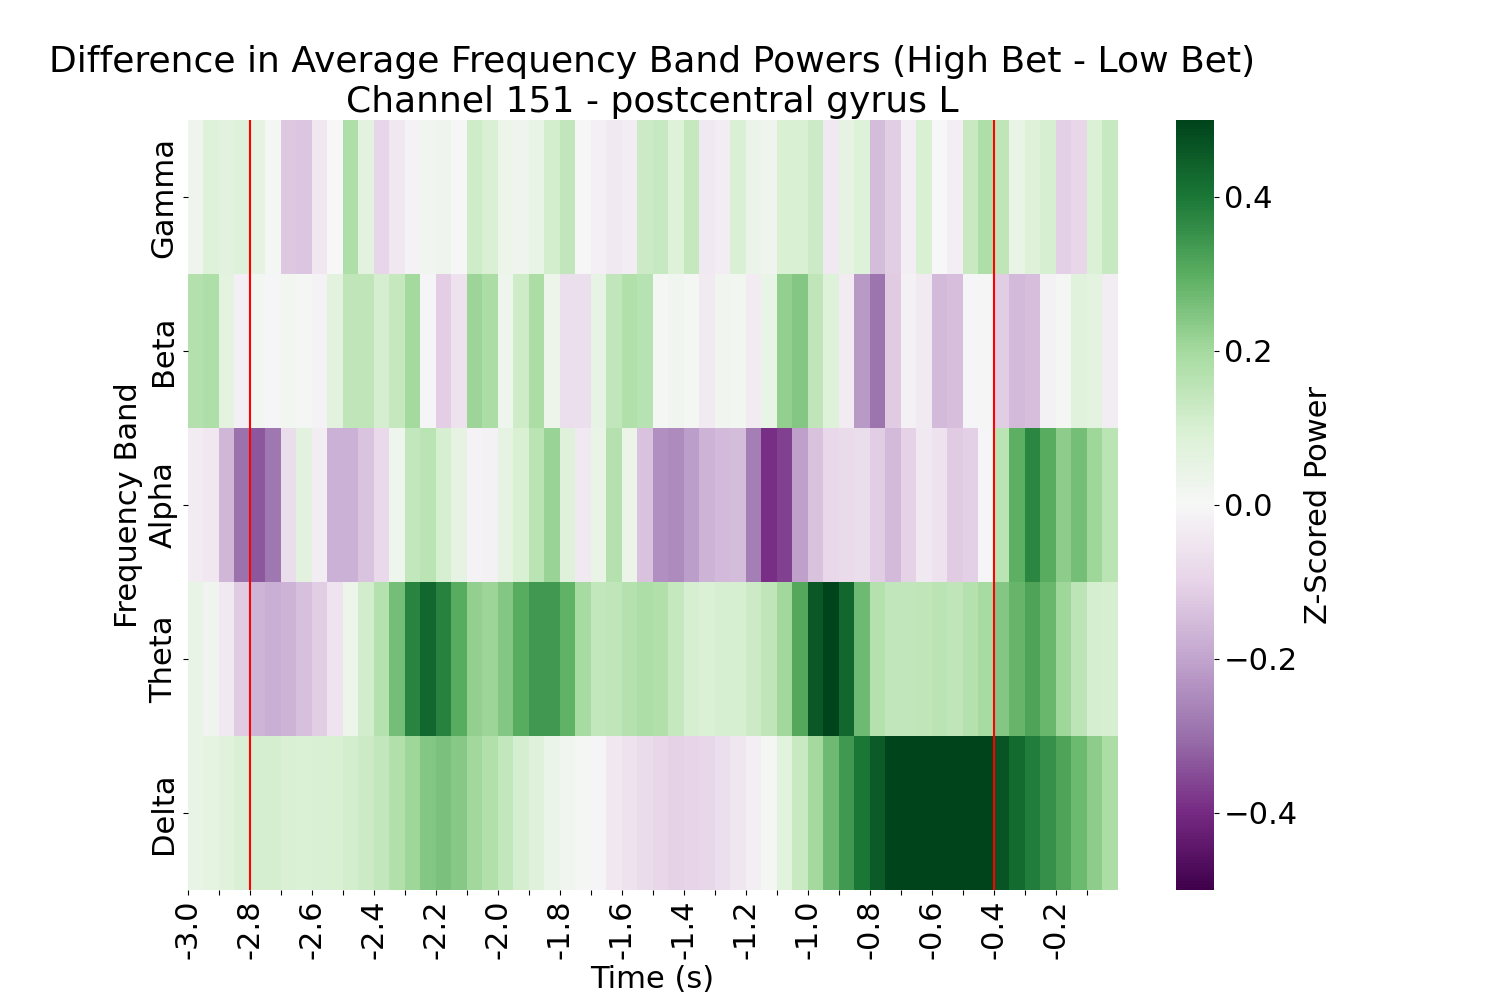 Difference in Average Frequency Band Powers (High Bet - Low Bet)
Channel 151 - postcentral gyrus L
Frequency Band
Gamma
Beta
Alpha
Theta
Delta
-3.0
-2.8
-2.6
-2.4
-2.2
-2.0
-1.8
-1.6
-1.4
-1.2
-1.0
-0.8
-0.6
-0.4
-0.2
Time (s)
0.4
0.2
0.0
−0.2
−0.4
Z-Scored Power